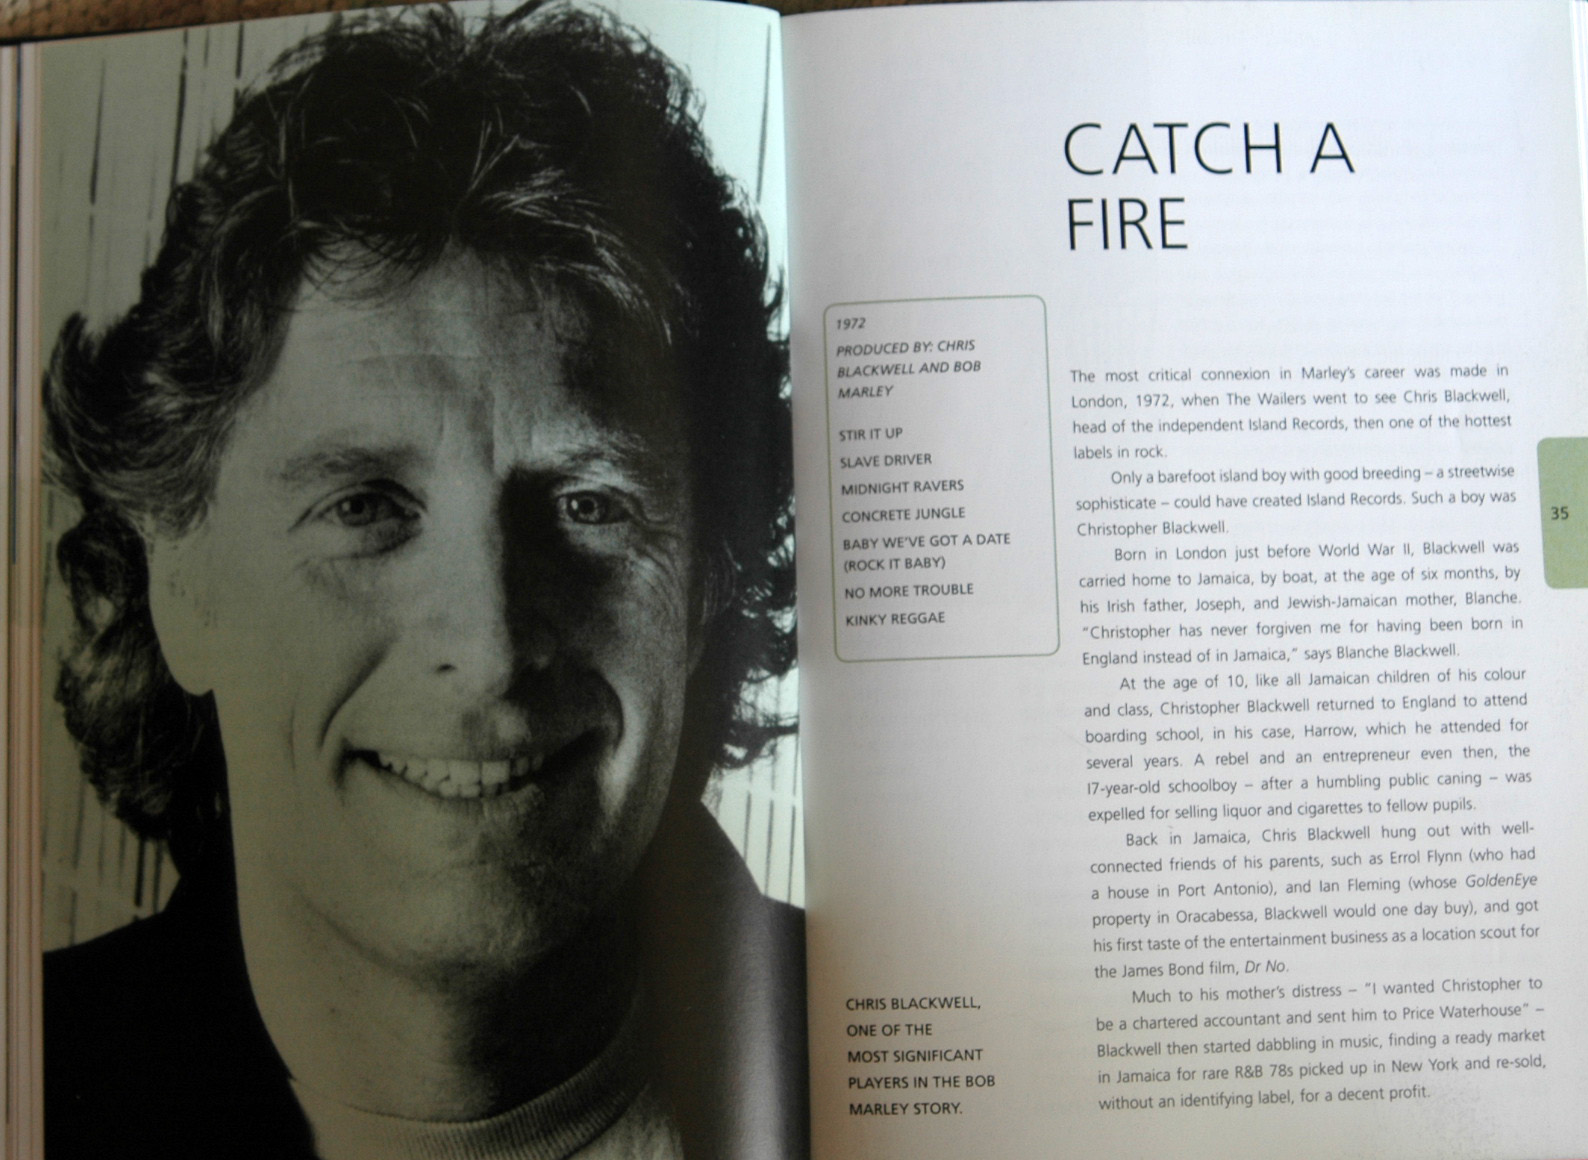 CATCH A
FIRE
1972
PRODUCED BY: CHRIS
BLACKWELL AND BOB
MARLEY
STIR IT UP
SLAVE DRIVER
MIDNIGHT RAVERS
CONCRETE JUNGLE
BABY WE'VE GOT A DATE
(ROCK IT BABY)
NO MORE TROUBLE
KINKY REGGAE
CHRIS BLACKWELL,
ONE OF THE
MOST SIGNIFICANT
PLAYERS IN THE BOB
MARLEY STORY.
The most critical connexion in Marley's career was made in
London, 1972, when The Wailers went to see Chris Blackwell,
head of the independent Island Records, then one of the hottest
labels in rock.
Only a barefoot island boy with good breeding – a streetwise
sophisticate – could have created Island Records. Such a boy was
Christopher Blackwell.
Born in London just before World War II, Blackwell was
carried home to Jamaica, by boat, at the age of six months, by
his Irish father, Joseph, and Jewish-Jamaican mother, Blanche.
"Christopher has never forgiven me for having been born in
England instead of in Jamaica," says Blanche Blackwell.
At the age of 10, like all Jamaican children of his colour
and class, Christopher Blackwell returned to England to attend
boarding school, in his case, Harrow, which he attended for
several years. A rebel and an entrepreneur even then, the
17-year-old schoolboy – after a humbling public caning – was
expelled for selling liquor and cigarettes to fellow pupils.
Back in Jamaica, Chris Blackwell hung out with well-
connected friends of his parents, such as Errol Flynn (who had
a house in Port Antonio), and Ian Fleming (whose GoldenEye
property in Oracabessa, Blackwell would one day buy), and got
his first taste of the entertainment business as a location scout for
the James Bond film, Dr No.
Much to his mother's distress – "I wanted Christopher to
be a chartered accountant and sent him to Price Waterhouse" –
Blackwell then started dabbling in music, finding a ready market
in Jamaica for rare R&B 78s picked up in New York and re-sold,
without an identifying label, for a decent profit.
35